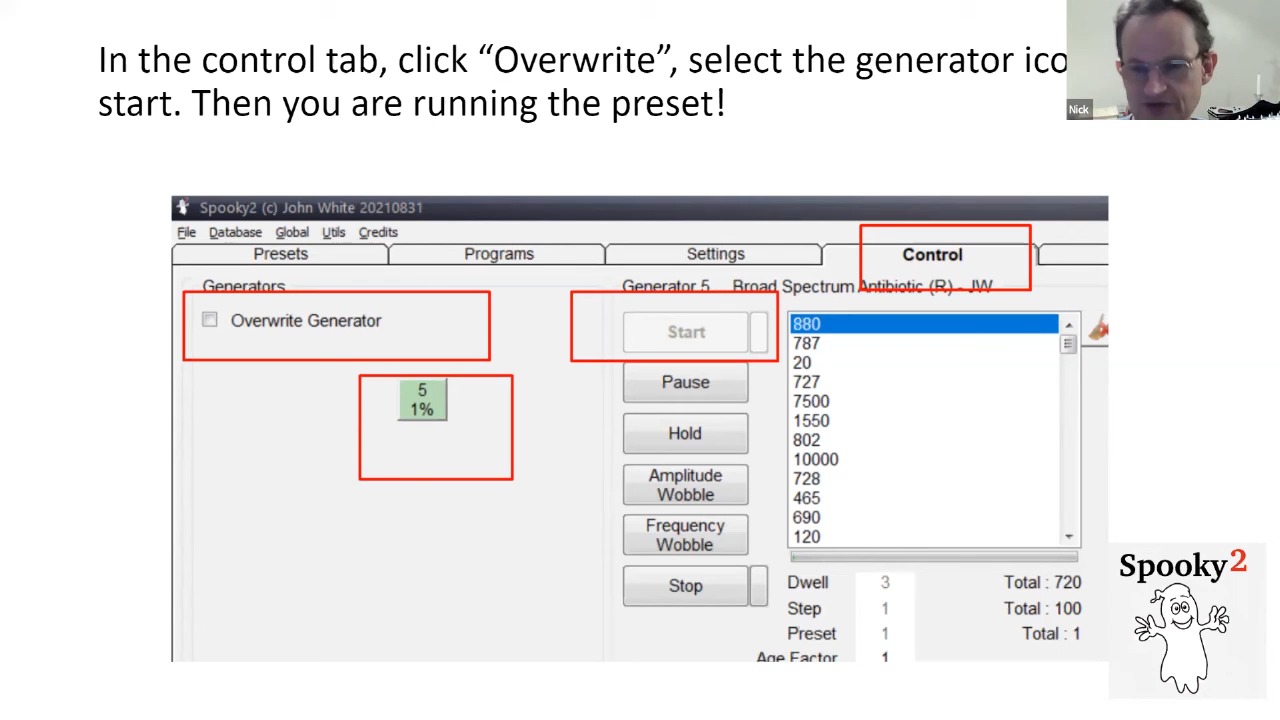 In the control tab, click “Overwrite”, select the generator
start. Then you are running the preset!
Nick
Spooky2 (c) John White 20210831
File Database Global Utils Credits
Presets Programs Settings Control
Generators
Overwrite Generator
5
1%
Generator 5 Broad Spectrum Antibiotic (R) - JW
Start
Pause
Hold
Amplitude
Wobble
Frequency
Wobble
Stop
880
787
20
727
7500
1550
802
10000
728
465
690
120
Dwell 3 Total : 720
Step 1 Total : 100
Preset 1 Total : 1
Age Factor 1
Spooky2